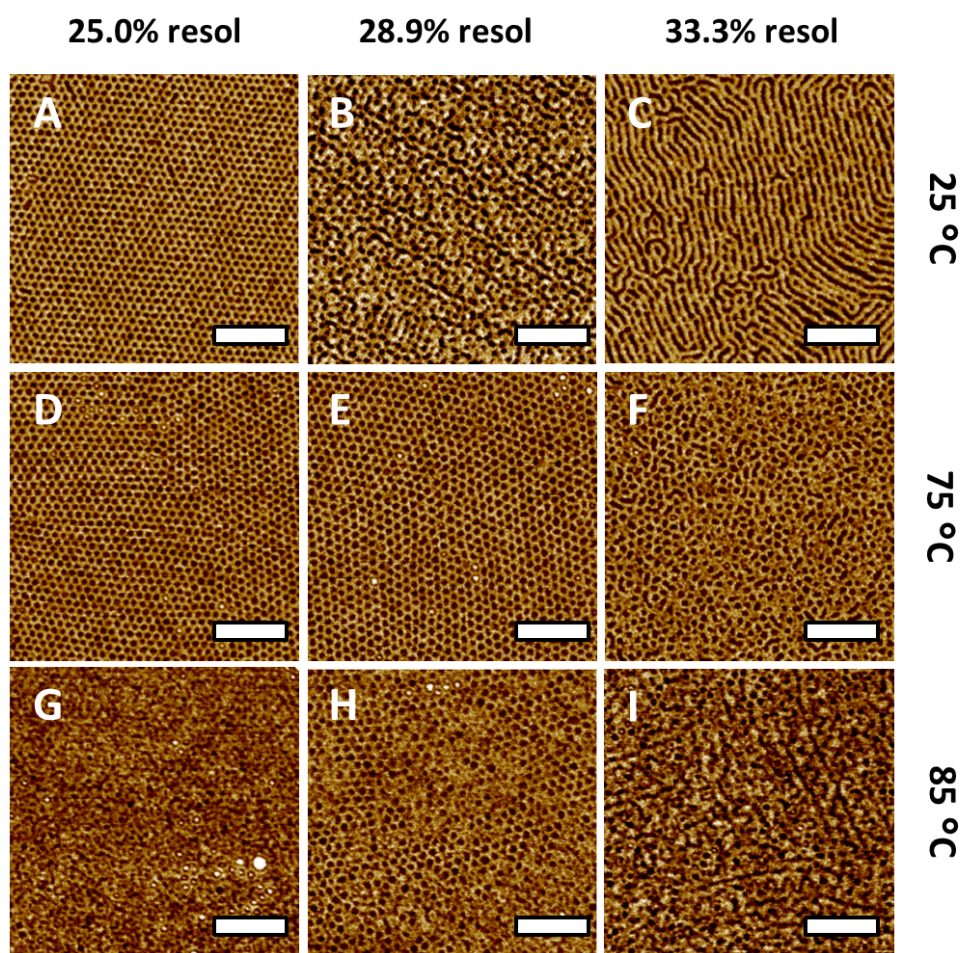 25.0% resol 28.9% resol 33.3% resol
A B C
25 °C
D E F
75 °C
G H I
85 °C